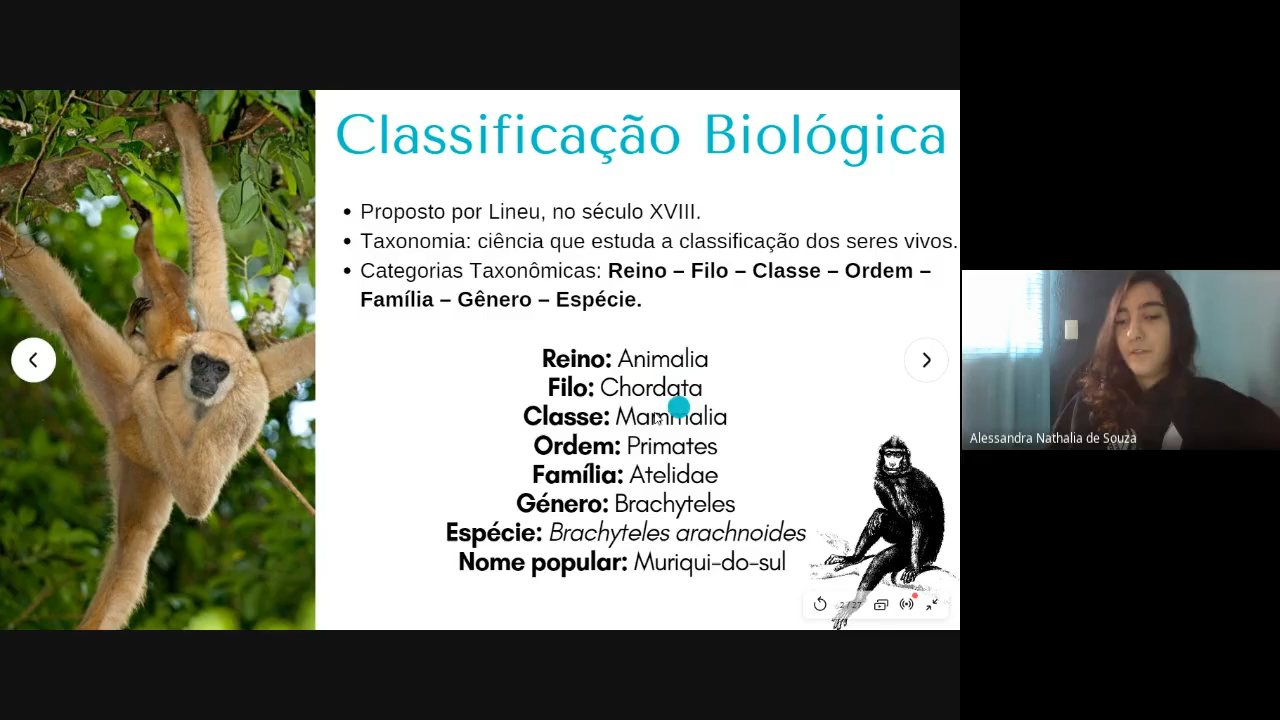 Classificação Biológica
• Proposto por Lineu, no século XVIII.
• Taxonomia: ciência que estuda a classificação dos seres vivos.
• Categorias Taxonômicas: Reino – Filo – Classe – Ordem –
Família – Gênero – Espécie.
Reino: Animalia
Filo: Chordata
Classe: Mammalia
Ordem: Primates
Família: Atelidae
Género: Brachyteles
Espécie: Brachyteles arachnoides
Nome popular: Muriqui-do-sul
2 / 27
Alessandra Nathalia de Souza